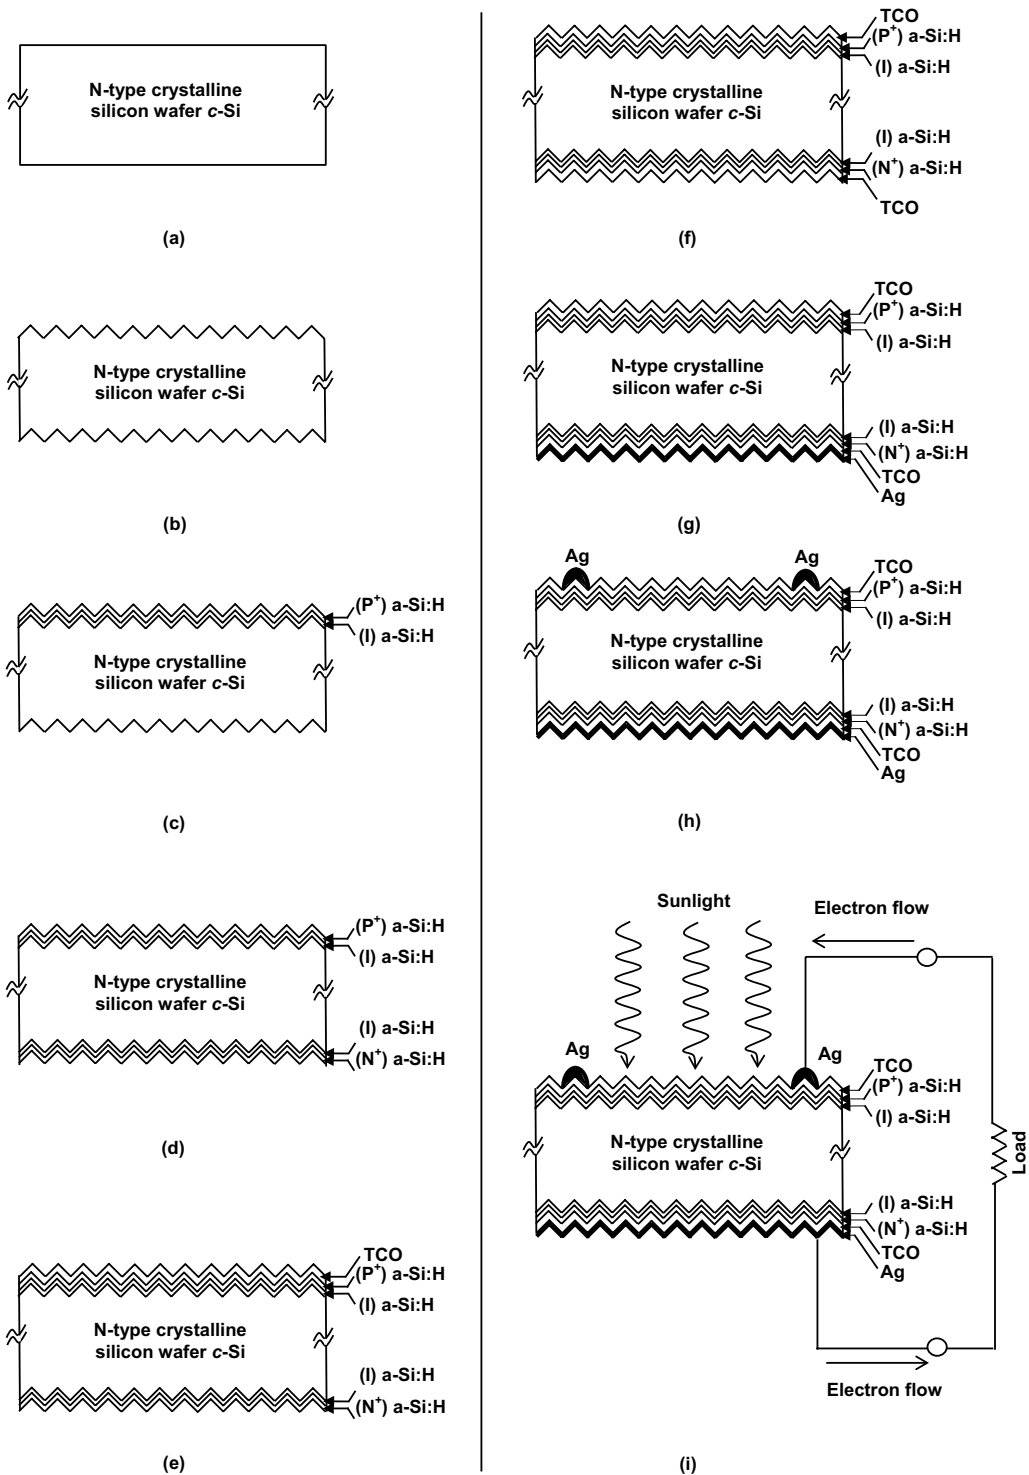 N-type crystalline
silicon wafer c-Si
(a)
N-type crystalline
silicon wafer c-Si
(b)
(P+) a-Si:H
(I) a-Si:H
N-type crystalline
silicon wafer c-Si
(c)
(P+) a-Si:H
(I) a-Si:H
N-type crystalline
silicon wafer c-Si
(I) a-Si:H
(N+) a-Si:H
(d)
TCO
(P+) a-Si:H
(I) a-Si:H
N-type crystalline
silicon wafer c-Si
(I) a-Si:H
(N+) a-Si:H
(e)
TCO
(P+) a-Si:H
(I) a-Si:H
N-type crystalline
silicon wafer c-Si
(I) a-Si:H
(N+) a-Si:H
TCO
(f)
TCO
(P+) a-Si:H
(I) a-Si:H
N-type crystalline
silicon wafer c-Si
(I) a-Si:H
(N+) a-Si:H
TCO
Ag
(g)
Ag
Ag
TCO
(P+) a-Si:H
(I) a-Si:H
N-type crystalline
silicon wafer c-Si
(I) a-Si:H
(N+) a-Si:H
TCO
Ag
(h)
Sunlight
Electron flow
Ag
Ag
TCO
(P+) a-Si:H
(I) a-Si:H
N-type crystalline
silicon wafer c-Si
Load
(I) a-Si:H
(N+) a-Si:H
TCO
Ag
Electron flow
(i)